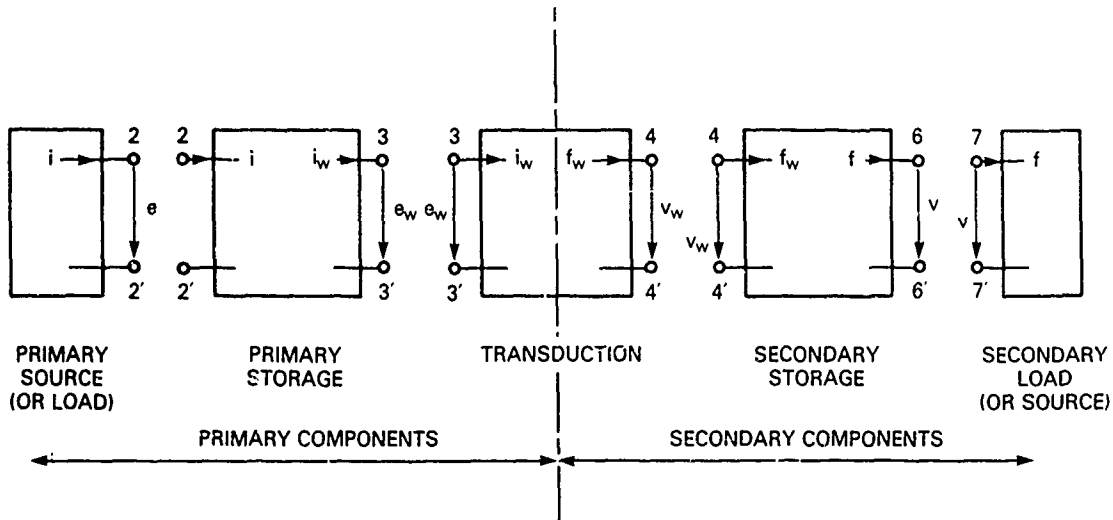 2 2 3 3 4 4 6 7
i i i_w i_w f_w f_w f f
e e_w e_w v_w v_w v v
2' 2' 3' 3' 4' 4' 6' 7'
PRIMARY
SOURCE
(OR LOAD)
PRIMARY
STORAGE
TRANSDUCTION
SECONDARY
STORAGE
SECONDARY
LOAD
(OR SOURCE)
PRIMARY COMPONENTS
SECONDARY COMPONENTS